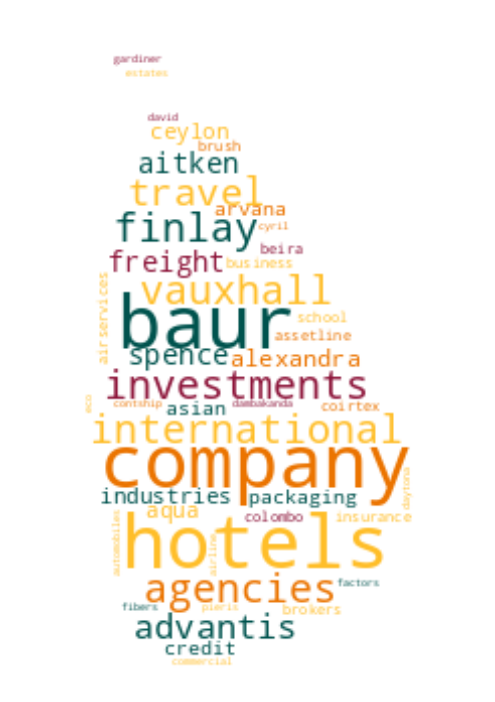 gardiner
estates
david
ceylon
brush
aitken
travel
arvana
finlay
cyril
beira
freight
business
airservices
vauxhall
baur
school
assetline
spence
alexandra
investments
eco
contship
asian
dambakanda
coirtex
international
company
daytona
industries
packaging
aqua
colombo
insurance
automobiles
hotels
airline
agencies
factors
fibers
pieris
brokers
advantis
credit
commercial